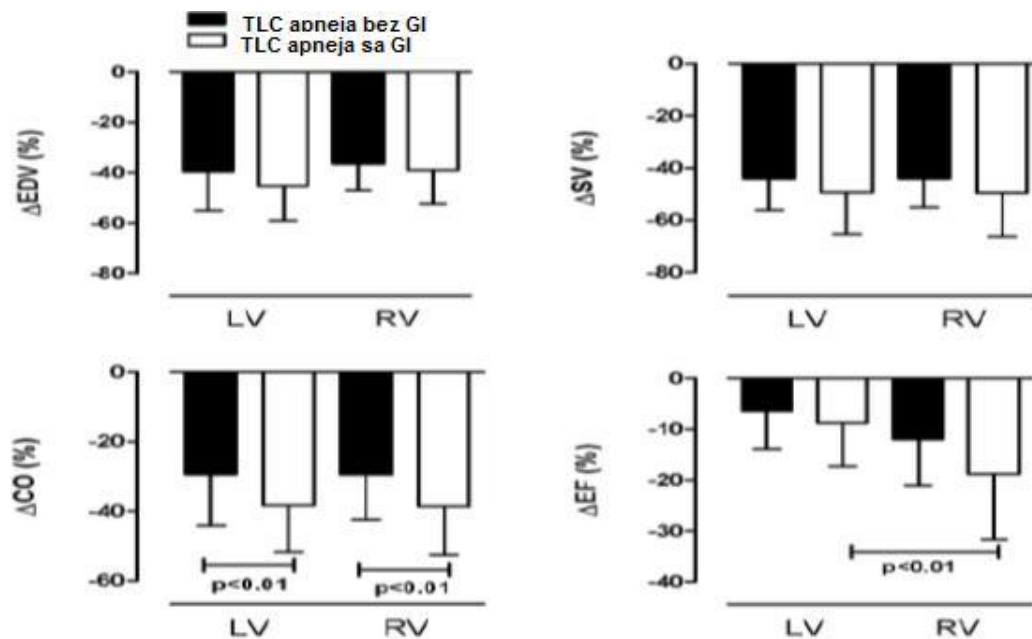 TLC apneja bez GI
TLC apneja sa GI
ΔEDV (%)
0
-20
-40
-60
-80
LV RV
ΔSV (%)
0
-20
-40
-60
-80
LV RV
ΔCO (%)
0
-20
-40
-60
p<0.01 p<0.01
LV RV
ΔEF (%)
0
-10
-20
-30
-40
p<0.01
LV RV